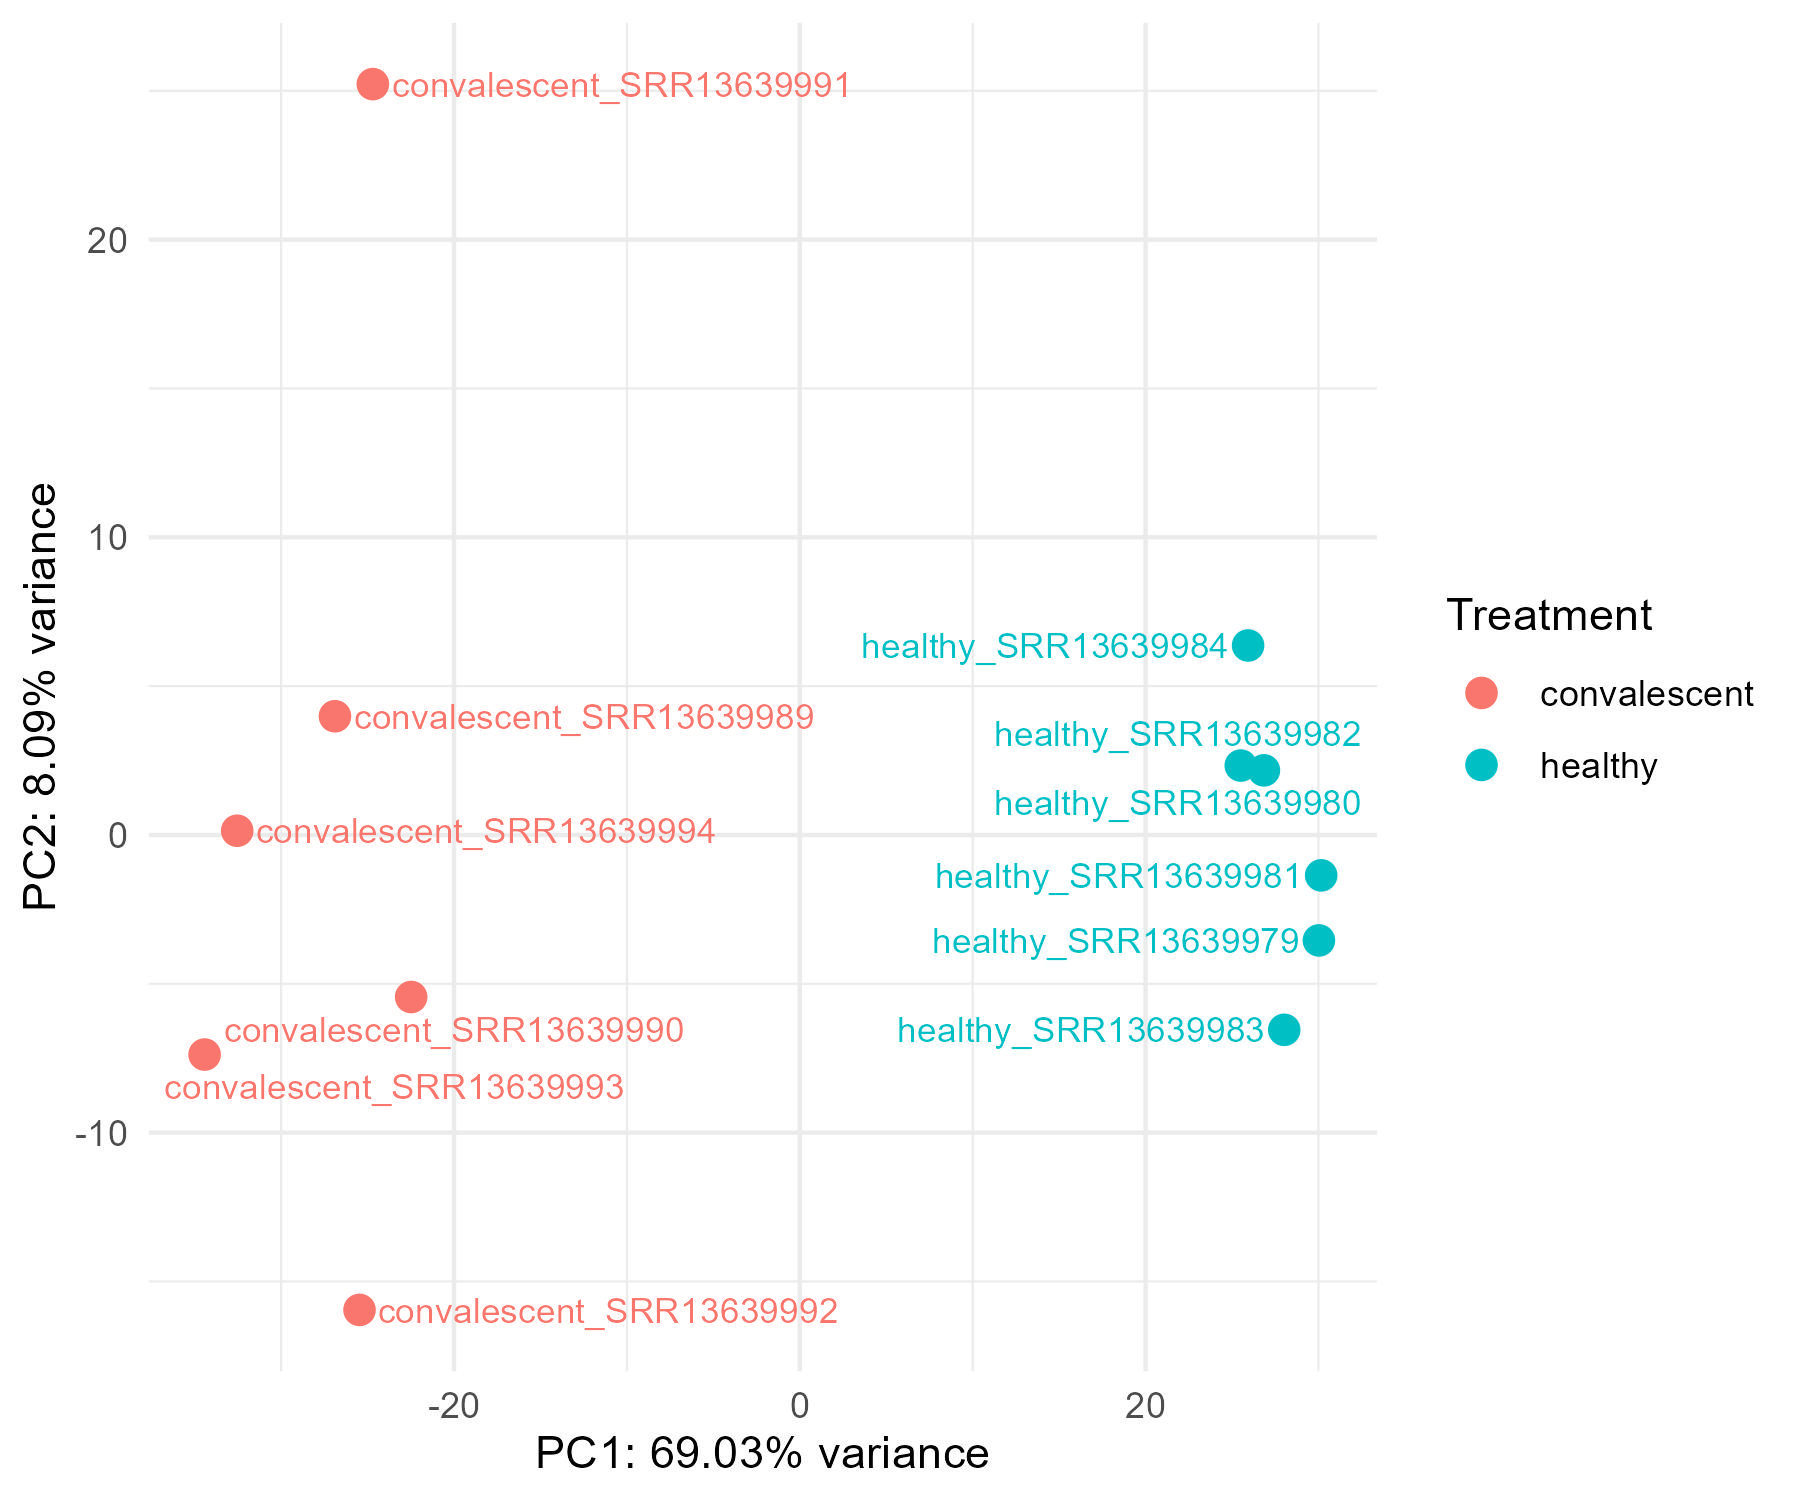 convalescent_SRR13639991
20
10
healthy_SRR13639984
convalescent_SRR13639989
healthy_SRR13639982
healthy_SRR13639980
0
convalescent_SRR13639994
healthy_SRR13639981
healthy_SRR13639979
convalescent_SRR13639990
healthy_SRR13639983
convalescent_SRR13639993
-10
convalescent_SRR13639992
-20
0
20
PC1: 69.03% variance
PC2: 8.09% variance
Treatment
convalescent
healthy